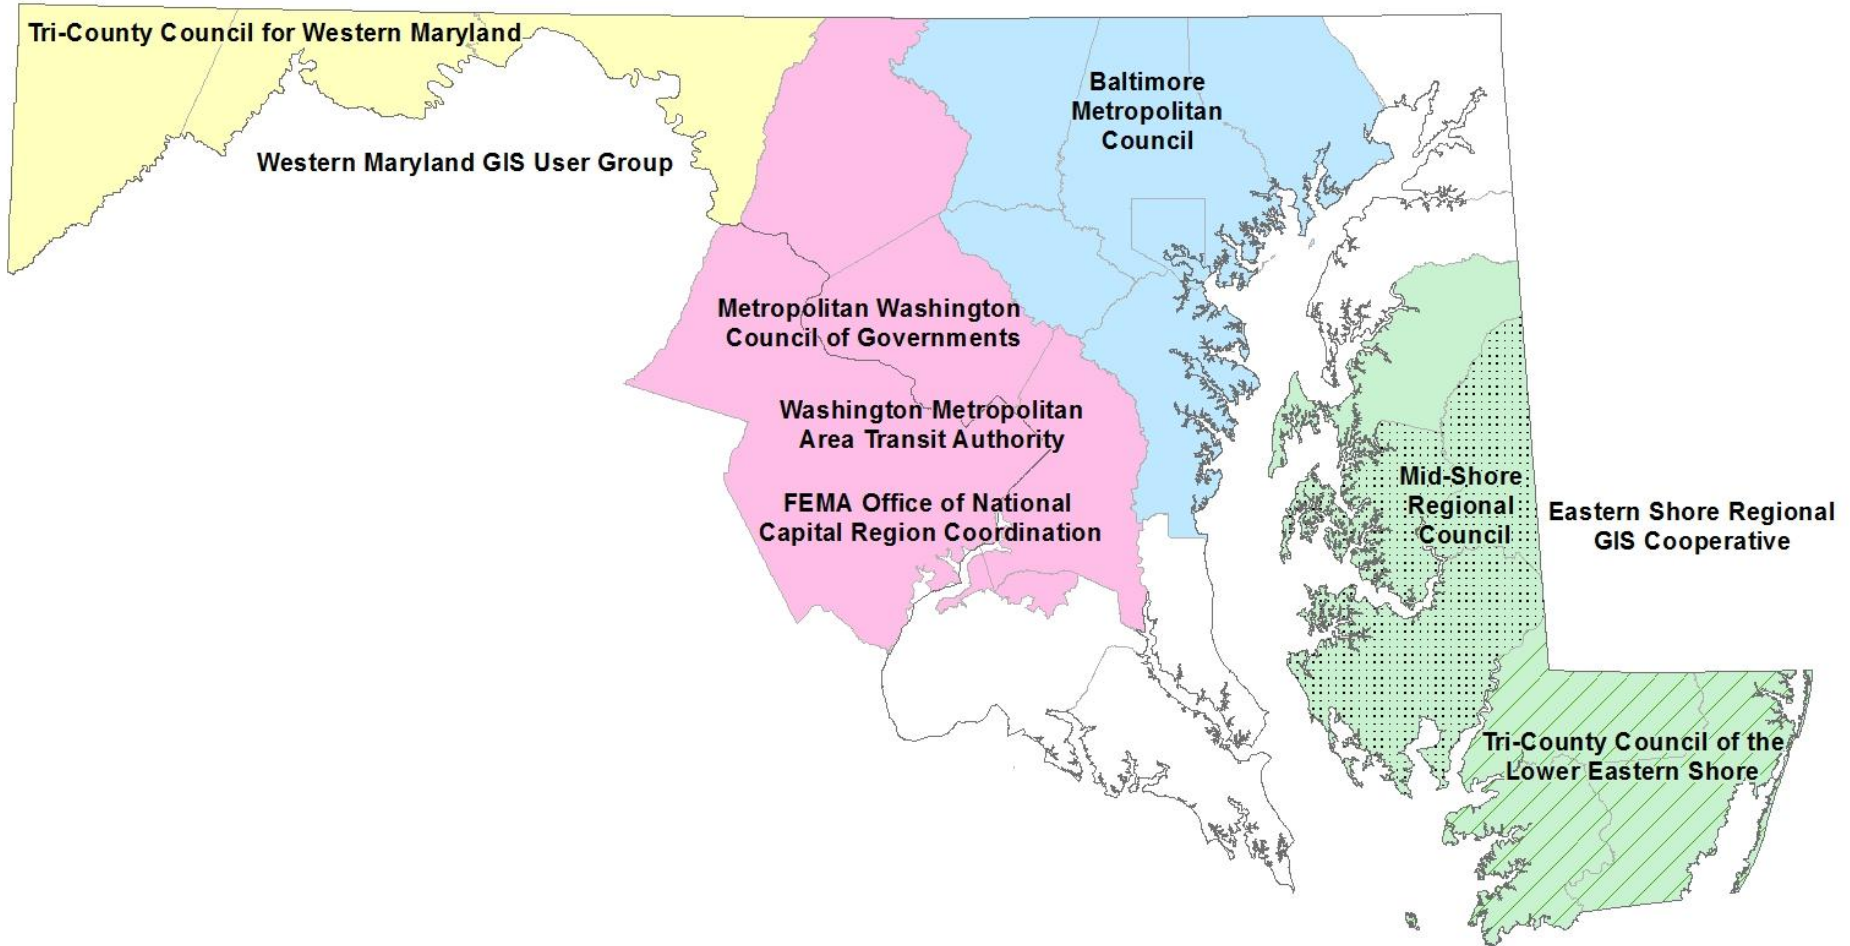 Tri-County Council for Western Maryland
Western Maryland GIS User Group
Baltimore
Metropolitan
Council
Metropolitan Washington
Council of Governments
Washington Metropolitan
Area Transit Authority
FEMA Office of National
Capital Region Coordination
Mid-Shore
Regional
Council
Eastern Shore Regional
GIS Cooperative
Tri-County Council of the
Lower Eastern Shore